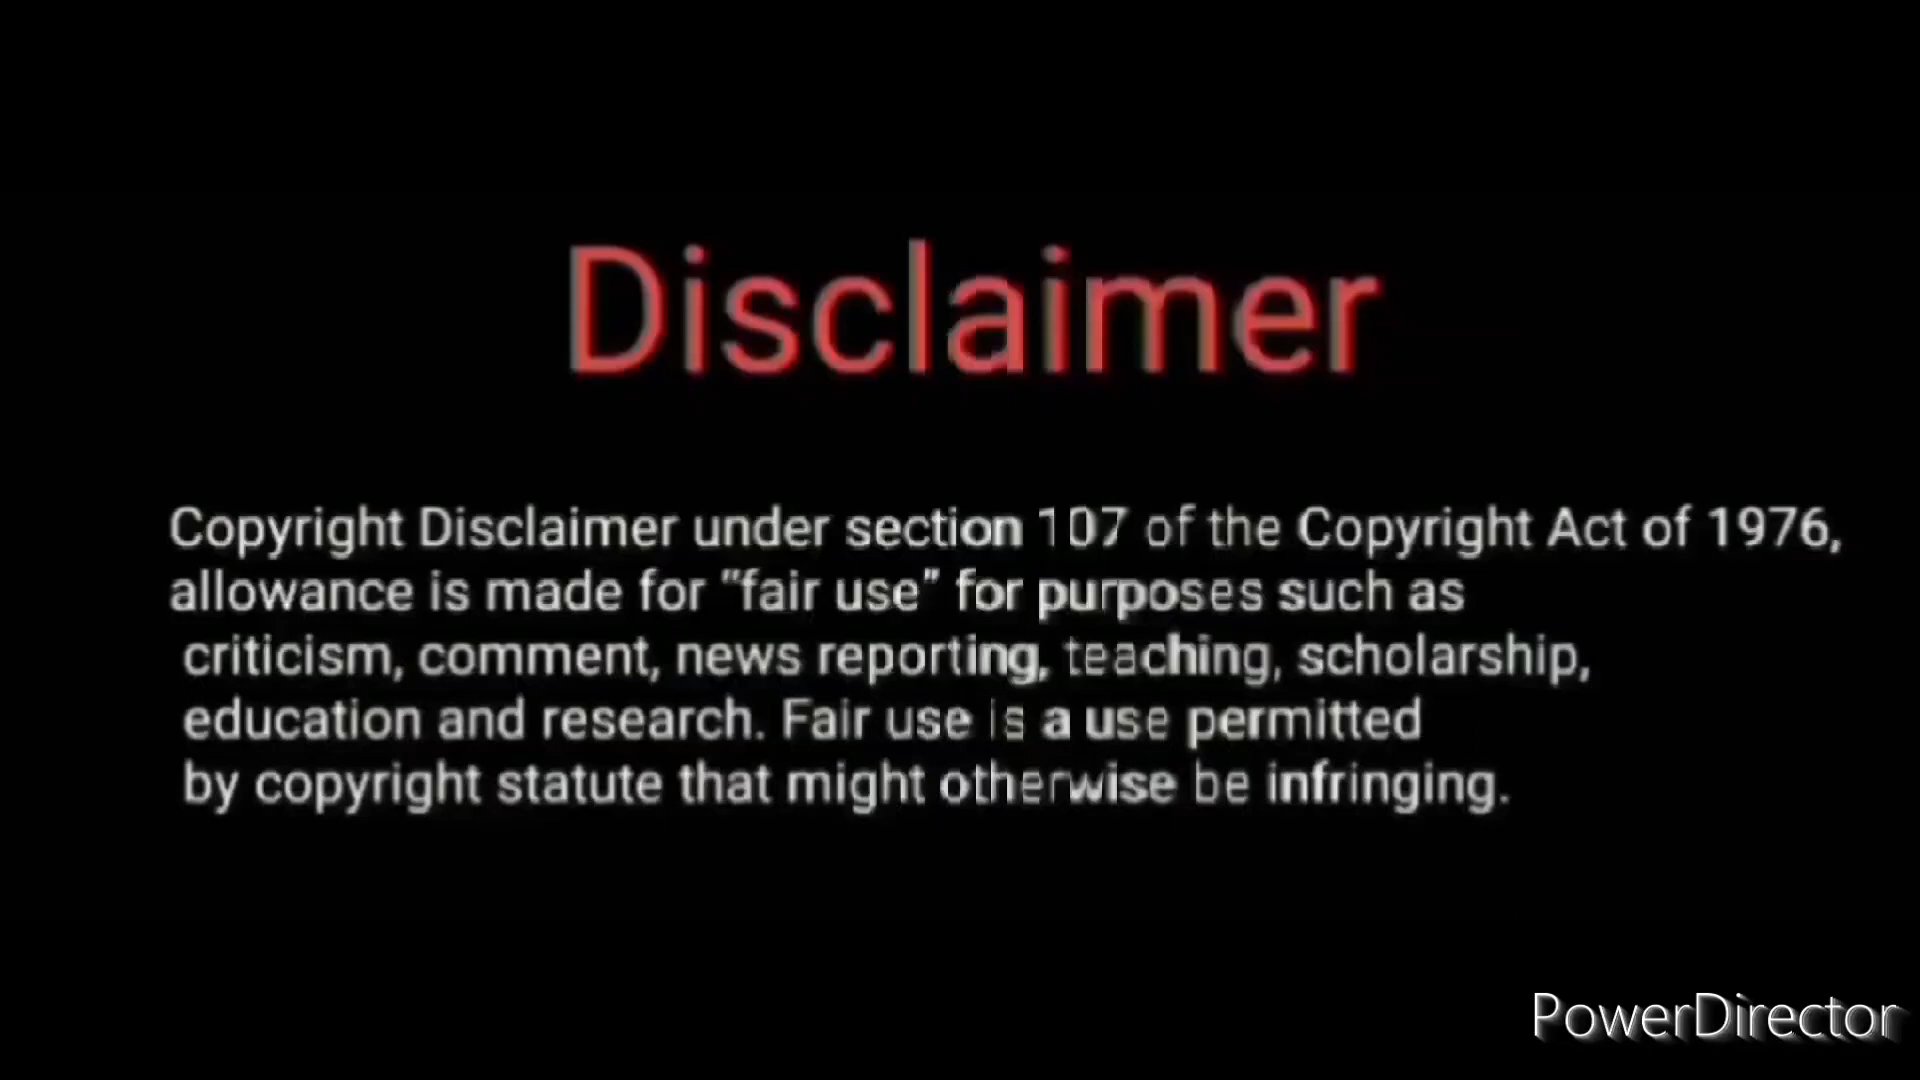 Disclaimer
Copyright Disclaimer under section 107 of the Copyright Act of 1976,
allowance is made for "fair use" for purposes such as
criticism, comment, news reporting, teaching, scholarship,
education and research. Fair use is a use permitted
by copyright statute that might otherwise be infringing.
PowerDirector